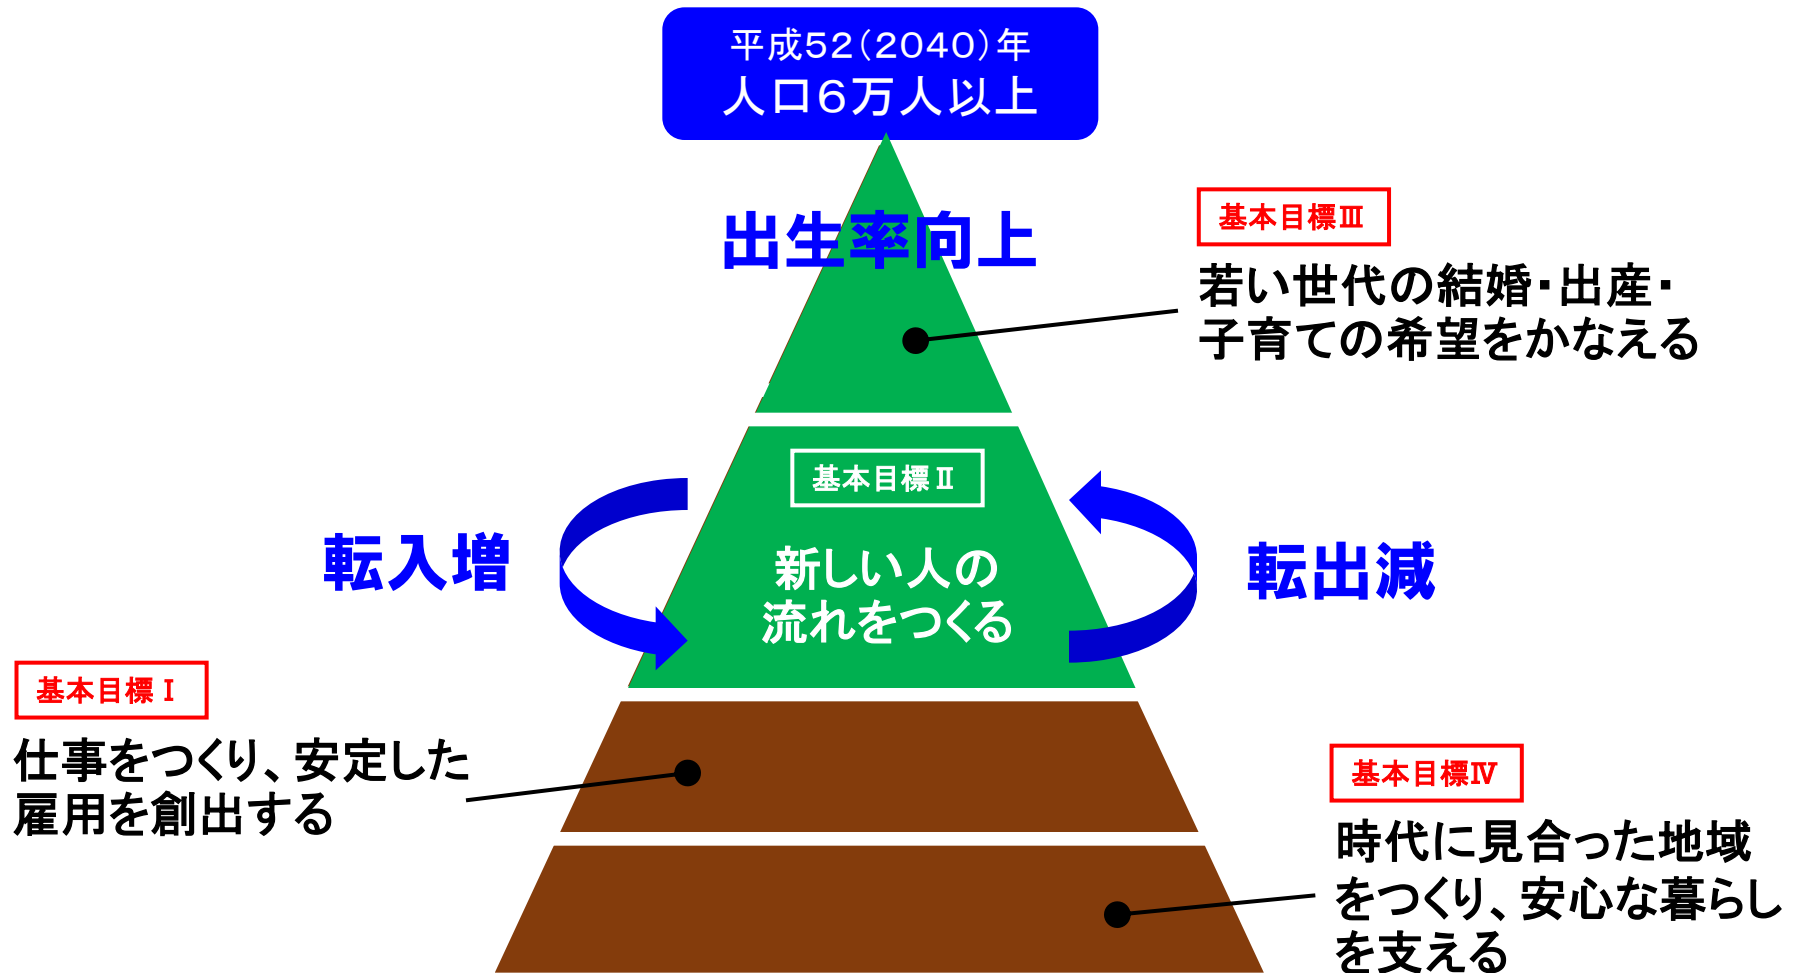 平成52(2040)年
人口6万人以上
出生率向上
基本目標Ⅲ
若い世代の結婚・出産・
子育ての希望をかなえる
基本目標Ⅱ
新しい人の
流れをつくる
転入増
転出減
基本目標Ⅰ
仕事をつくり、安定した
雇用を創出する
基本目標Ⅳ
時代に見合った地域
をつくり、安心な暮らし
を支える